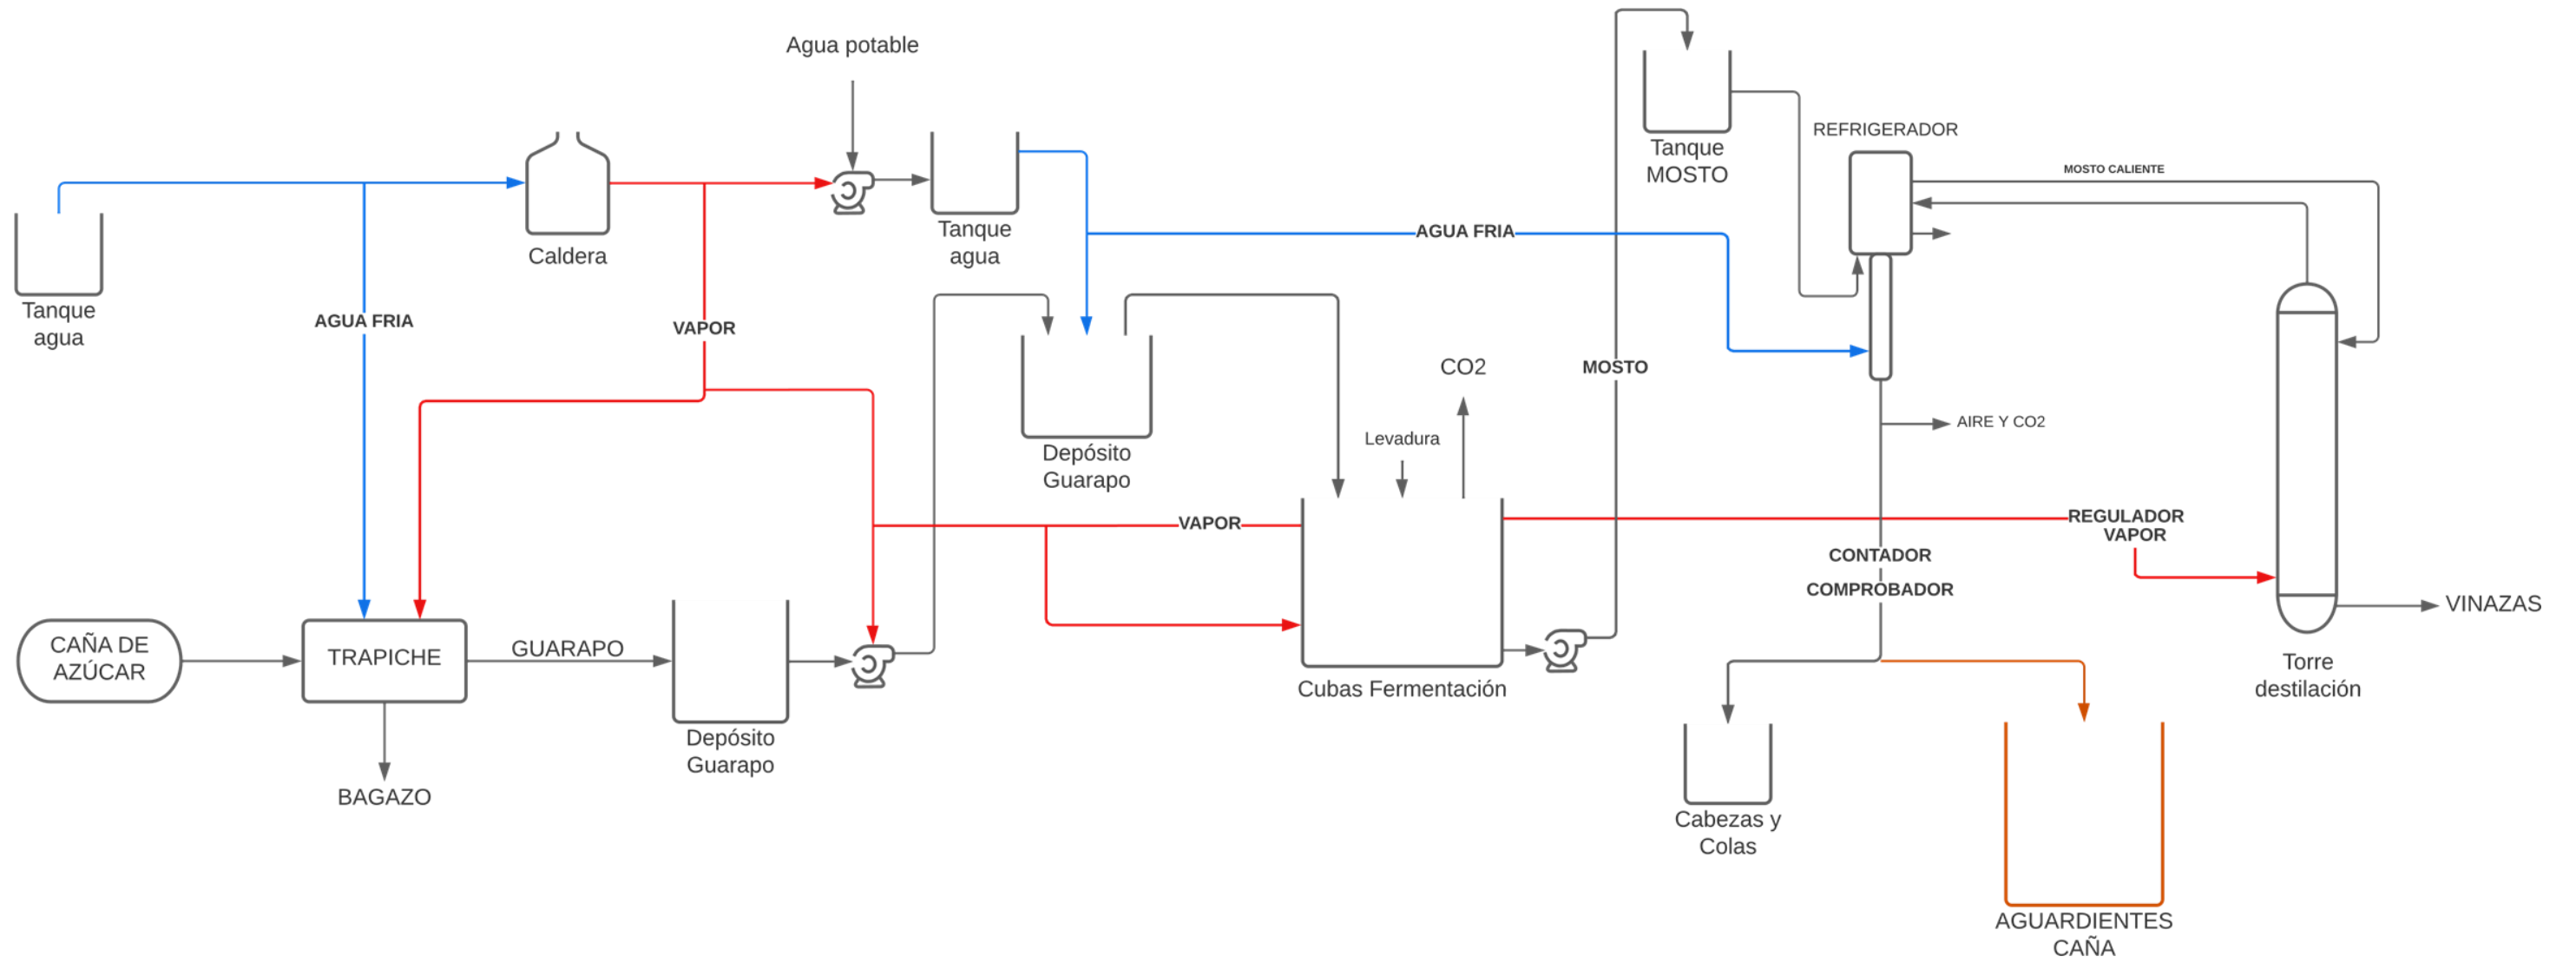 Agua potable
Tanque
MOSTO
REFRIGERADOR
MOSTO CALIENTE
Caldera
Tanque
agua
AGUA FRIA
Tanque
agua
AGUA FRIA
VAPOR
MOSTO
CO2
Levadura
AIRE Y CO2
Depósito
Guarapo
VAPOR
REGULADOR
VAPOR
CONTADOR
COMPROBADOR
VINAZAS
CAÑA DE
AZÚCAR
TRAPICHE
GUARAPO
Cubas Fermentación
Torre
destilación
Depósito
Guarapo
BAGAZO
Cabezas y
Colas
AGUARDIENTES
CAÑA